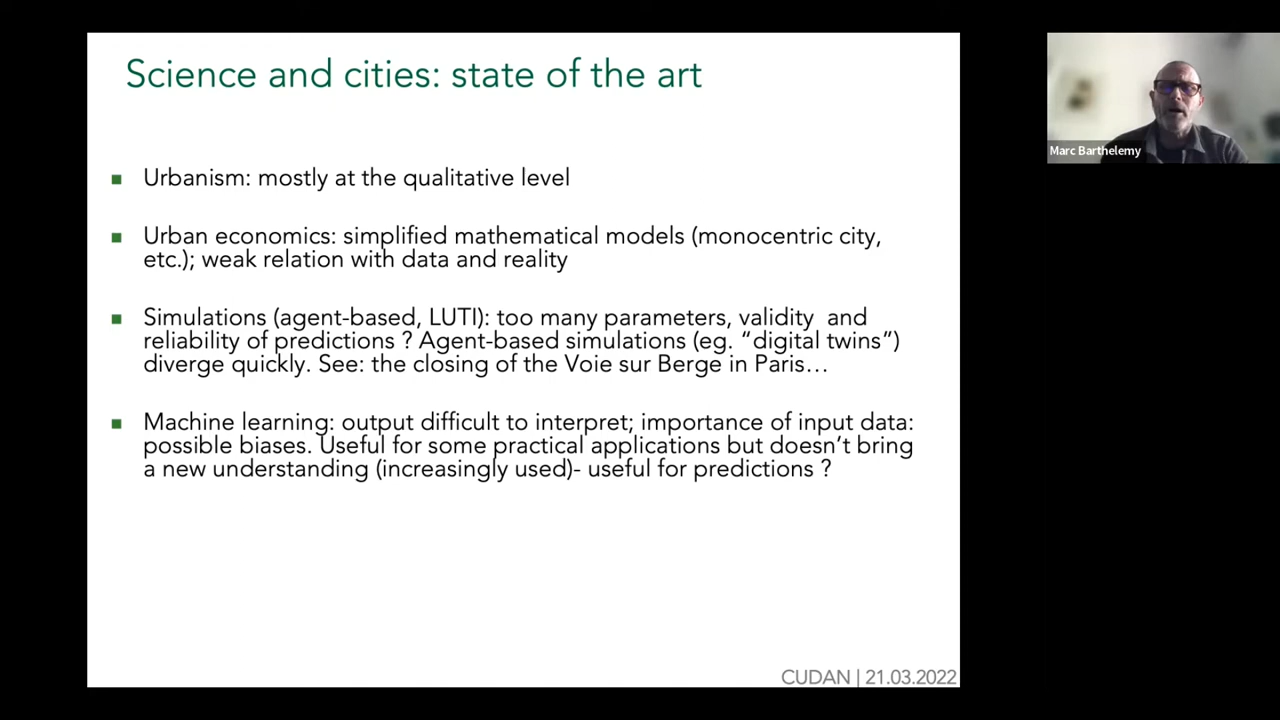 Science and cities: state of the art
Marc Barthelemy
Urbanism: mostly at the qualitative level
Urban economics: simplified mathematical models (monocentric city,
etc.); weak relation with data and reality
Simulations (agent-based, LUTI): too many parameters, validity  and
reliability of predictions ? Agent-based simulations (eg. “digital twins”)
diverge quickly. See: the closing of the Voie sur Berge in Paris…
Machine learning: output difficult to interpret; importance of input data:
possible biases. Useful for some practical applications but doesn’t bring
a new understanding (increasingly used)- useful for predictions ?
CUDAN | 21.03.2022